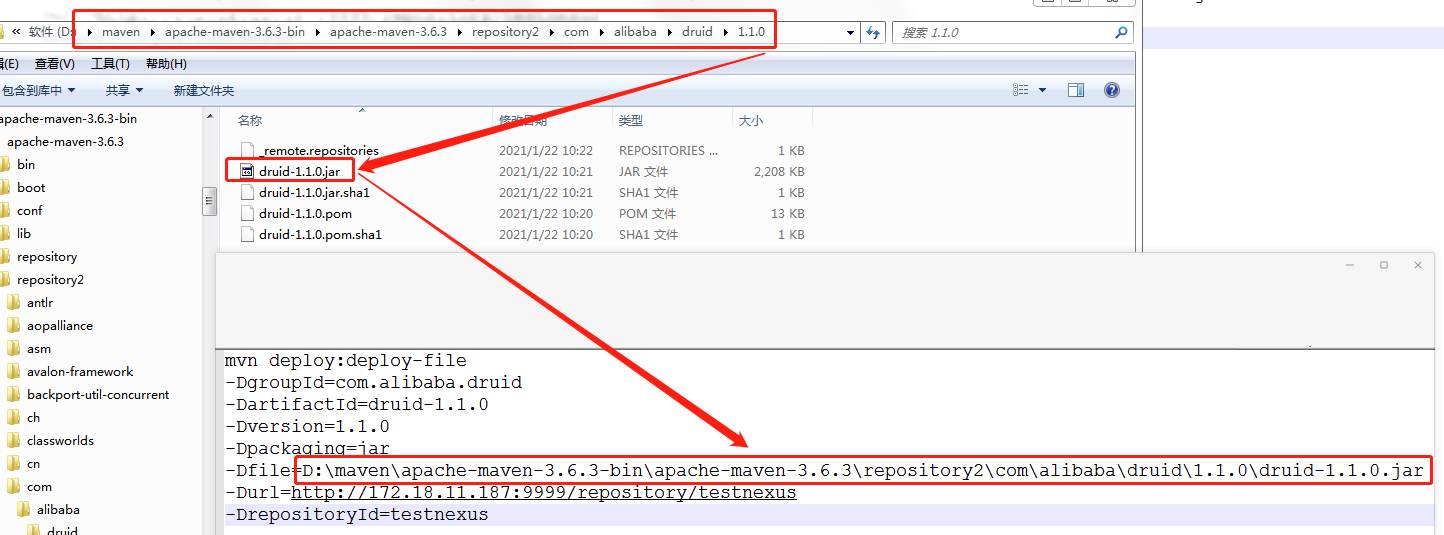 软件 (D:) maven apache-maven-3.6.3-bin apache-maven-3.6.3 repository2 com alibaba druid 1.1.0 搜索 1.1.0
(E) 查看(V) 工具(T) 帮助(H)
包含到库中 共享 新建文件夹
apache-maven-3.6.3-bin
apache-maven-3.6.3
bin
boot
conf
lib
repository
repository2
antlr
aopalliance
asm
avalon-framework
backport-util-concurrent
ch
classworlds
cn
com
alibaba
druid
名称 修改日期 类型 大小
_remote.repositories 2021/1/22 10:22 REPOSITORIES ... 1 KB
druid-1.1.0.jar 2021/1/22 10:21 JAR 文件 2,208 KB
druid-1.1.0.jar.sha1 2021/1/22 10:21 SHA1 文件 1 KB
druid-1.1.0.pom 2021/1/22 10:20 POM 文件 13 KB
druid-1.1.0.pom.sha1 2021/1/22 10:20 SHA1 文件 1 KB
mvn deploy:deploy-file
-DgroupId=com.alibaba.druid
-DartifactId=druid-1.1.0
-Dversion=1.1.0
-Dpackaging=jar
-Dfile=D:\maven\apache-maven-3.6.3-bin\apache-maven-3.6.3\repository2\com\alibaba\druid\1.1.0\druid-1.1.0.jar
-Durl=http://172.18.11.187:9999/repository/testnexus
-DrepositoryId=testnexus